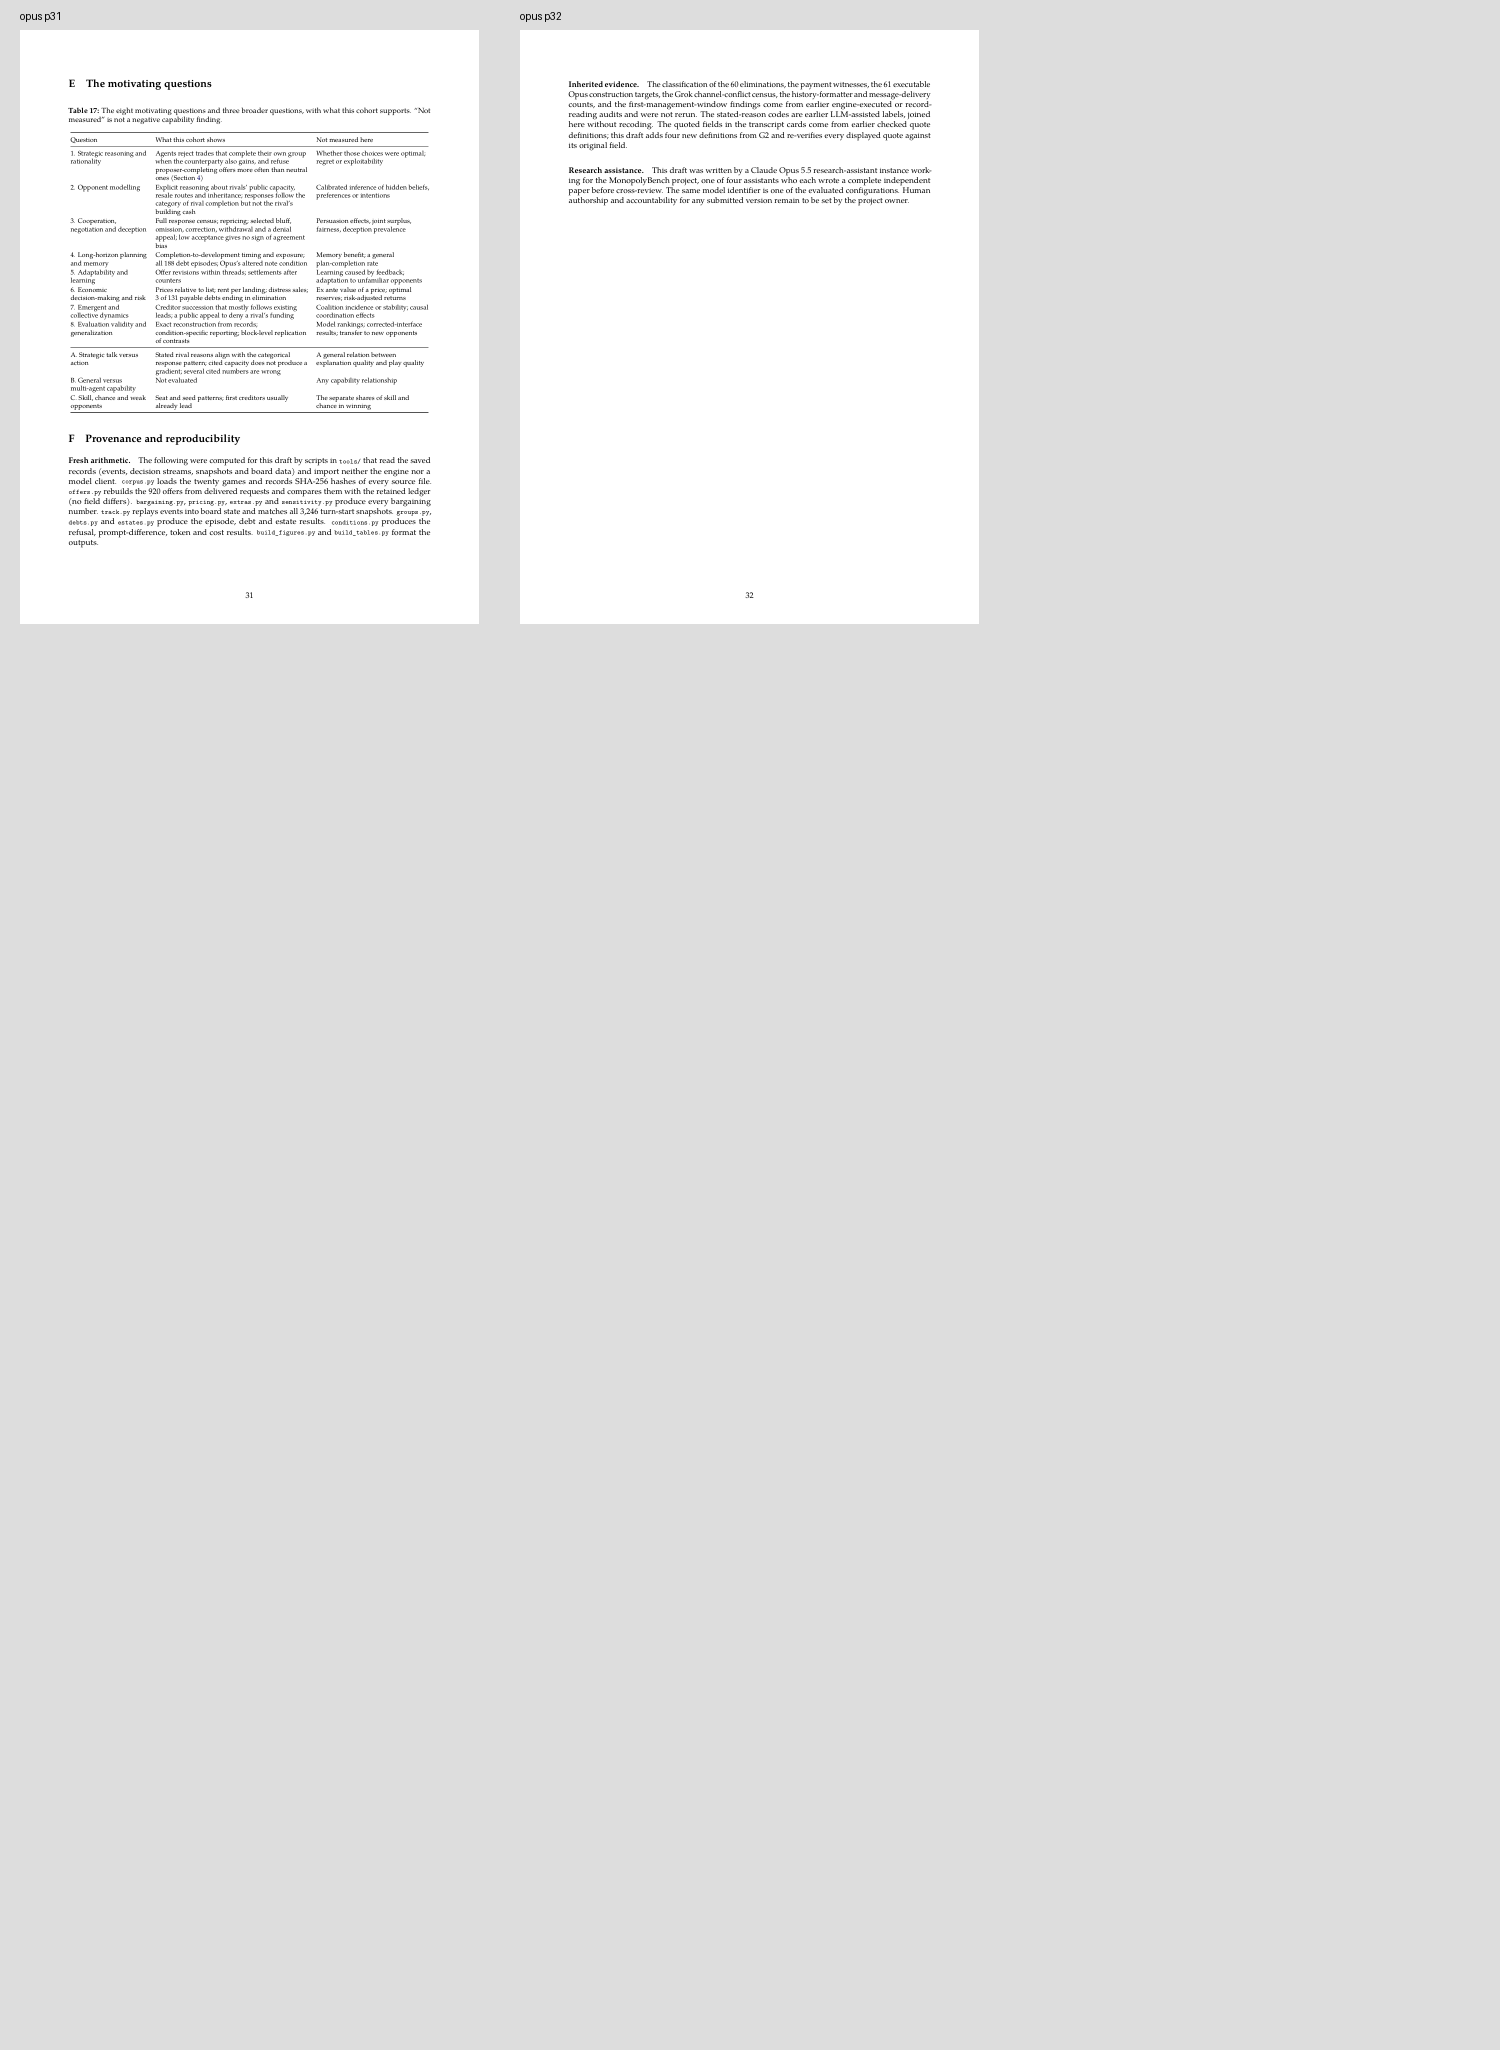 opus p31
E The motivating questions
Table 17: The eight motivating questions and three broader questions, with what this cohort supports. “Not
measured” is not a negative capability finding.
Question What this cohort shows Not measured here
1. Strategic reasoning and Agents reject trades that complete their own group Whether those choices were optimal;
rationality when the counterparty also gains, and refuse regret or exploitability
proposer-completing offers more often than neutral
ones (Section 4)
2. Opponent modelling Explicit reasoning about rivals’ public capacity, Calibrated inference of hidden beliefs,
resale routes and inheritance; responses follow the preferences or intentions
category of rival completion but not the rival’s
building cash
3. Cooperation, Full response census; repricing; selected bluff, Persuasion effects, joint surplus,
negotiation and deception omission, correction, withdrawal and a denial fairness, deception prevalence
appeal; low acceptance gives no sign of agreement
bias
4. Long-horizon planning Completion-to-development timing and exposure; Memory benefit; a general
and memory all 188 debt episodes; Opus’s altered note condition plan-completion rate
5. Adaptability and Offer revisions within threads; settlements after Learning caused by feedback;
learning counters adaptation to unfamiliar opponents
6. Economic Prices relative to list; rent per landing; distress sales; Ex ante value of a price; optimal
decision-making and risk 3 of 131 payable debts ending in elimination reserves; risk-adjusted returns
7. Emergent and Creditor succession that mostly follows existing Coalition incidence or stability; causal
collective dynamics leads; a public appeal to deny a rival’s funding coordination effects
8. Evaluation validity and Exact reconstruction from records; Model rankings; corrected-interface
generalization condition-specific reporting; block-level replication results; transfer to new opponents
of contrasts
A. Strategic talk versus Stated rival reasons align with the categorical A general relation between
action response pattern; cited capacity does not produce a explanation quality and play quality
gradient; several cited numbers are wrong
B. General versus Not evaluated Any capability relationship
multi-agent capability
C. Skill, chance and weak Seat and seed patterns; first creditors usually The separate shares of skill and
opponents already lead chance in winning
F Provenance and reproducibility
Fresh arithmetic. The following were computed for this draft by scripts in tools/ that read the saved
records (events, decision streams, snapshots and board data) and import neither the engine nor a
model client. corpus.py loads the twenty games and records SHA-256 hashes of every source file.
offers.py rebuilds the 920 offers from delivered requests and compares them with the retained ledger
(no field differs). bargaining.py, pricing.py, extras.py and sensitivity.py produce every bargaining
number. track.py replays events into board state and matches all 3,246 turn-start snapshots. groups.py,
debts.py and estates.py produce the episode, debt and estate results. conditions.py produces the
refusal, prompt-difference, token and cost results. build_figures.py and build_tables.py format the
outputs.
31
opus p32
Inherited evidence. The classification of the 60 eliminations, the payment witnesses, the 61 executable
Opus construction targets, the Grok channel-conflict census, the history-formatter and message-delivery
counts, and the first-management-window findings come from earlier engine-executed or record-
reading audits and were not rerun. The stated-reason codes are earlier LLM-assisted labels, joined
here without recoding. The quoted fields in the transcript cards come from earlier checked quote
definitions; this draft adds four new definitions from G2 and re-verifies every displayed quote against
its original field.
Research assistance. This draft was written by a Claude Opus 5.5 research-assistant instance work-
ing for the MonopolyBench project, one of four assistants who each wrote a complete independent
paper before cross-review. The same model identifier is one of the evaluated configurations. Human
authorship and accountability for any submitted version remain to be set by the project owner.
32